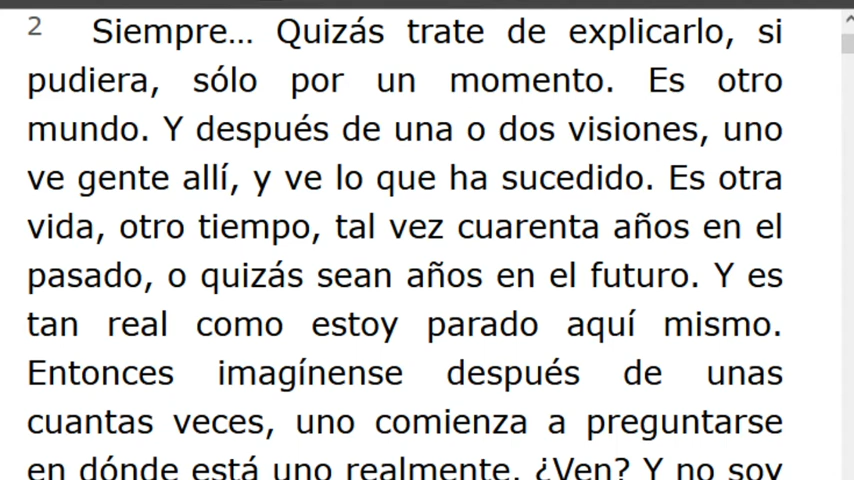 2 Siempre... Quizás trate de explicarlo, si
pudiera, sólo por un momento. Es otro
mundo. Y después de una o dos visiones, uno
ve gente allí, y ve lo que ha sucedido. Es otra
vida, otro tiempo, tal vez cuarenta años en el
pasado, o quizás sean años en el futuro. Y es
tan real como estoy parado aquí mismo.
Entonces imagínense después de unas
cuantas veces, uno comienza a preguntarse
en dónde está uno realmente. ¿Ven? Y no soy